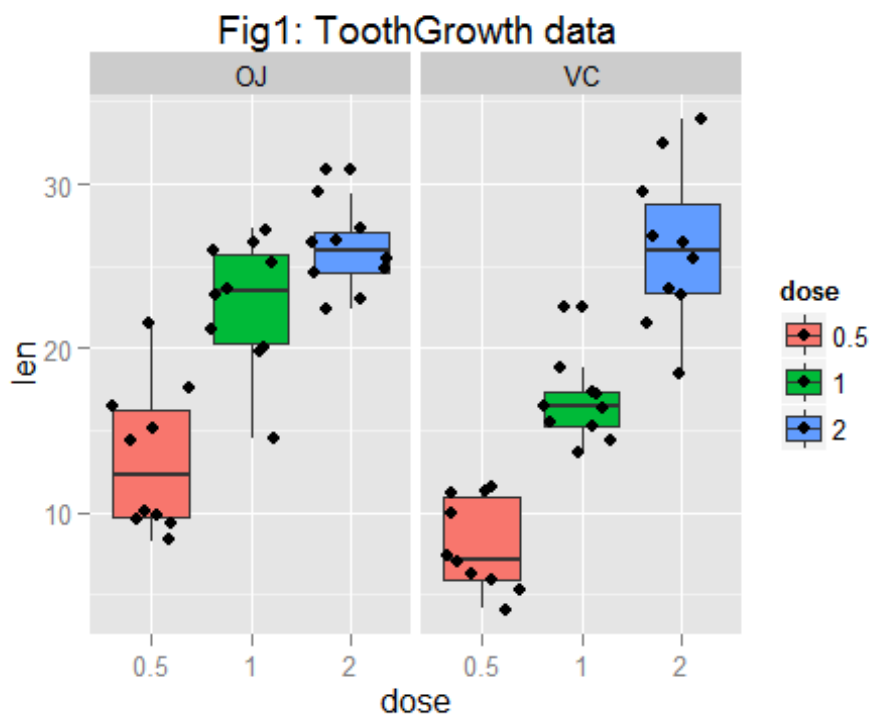 Fig1: ToothGrowth data
OJ VC
30
20
10
len
0.5 1 2 0.5 1 2
dose
dose
0.5
1
2